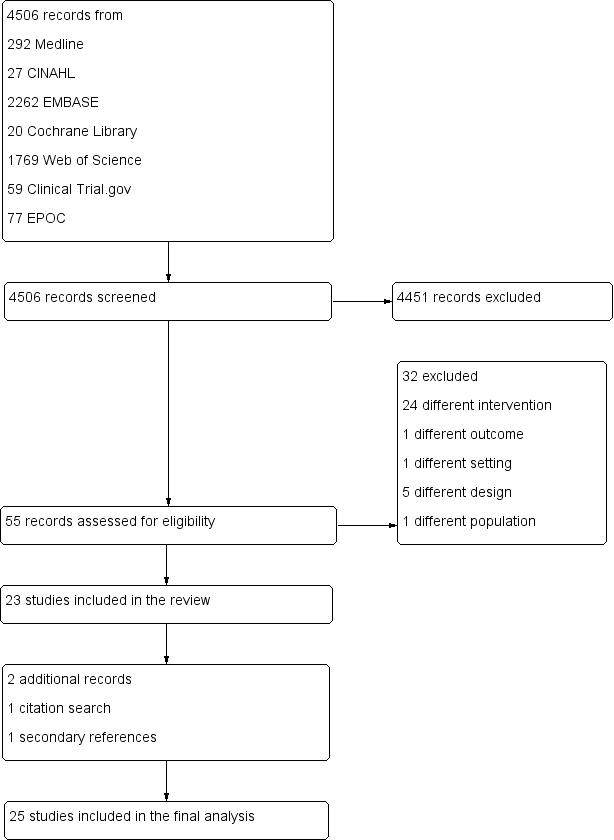 4506 records from
292 Medline
27 CINAHL
2262 EMBASE
20 Cochrane Library
1769 Web of Science
59 Clinical Trial.gov
77 EPOC
4506 records screened
4451 records excluded
32 excluded
24 different intervention
1 different outcome
1 different setting
5 different design
1 different population
55 records assessed for eligibility
23 studies included in the review
2 additional records
1 citation search
1 secondary references
25 studies included in the final analysis